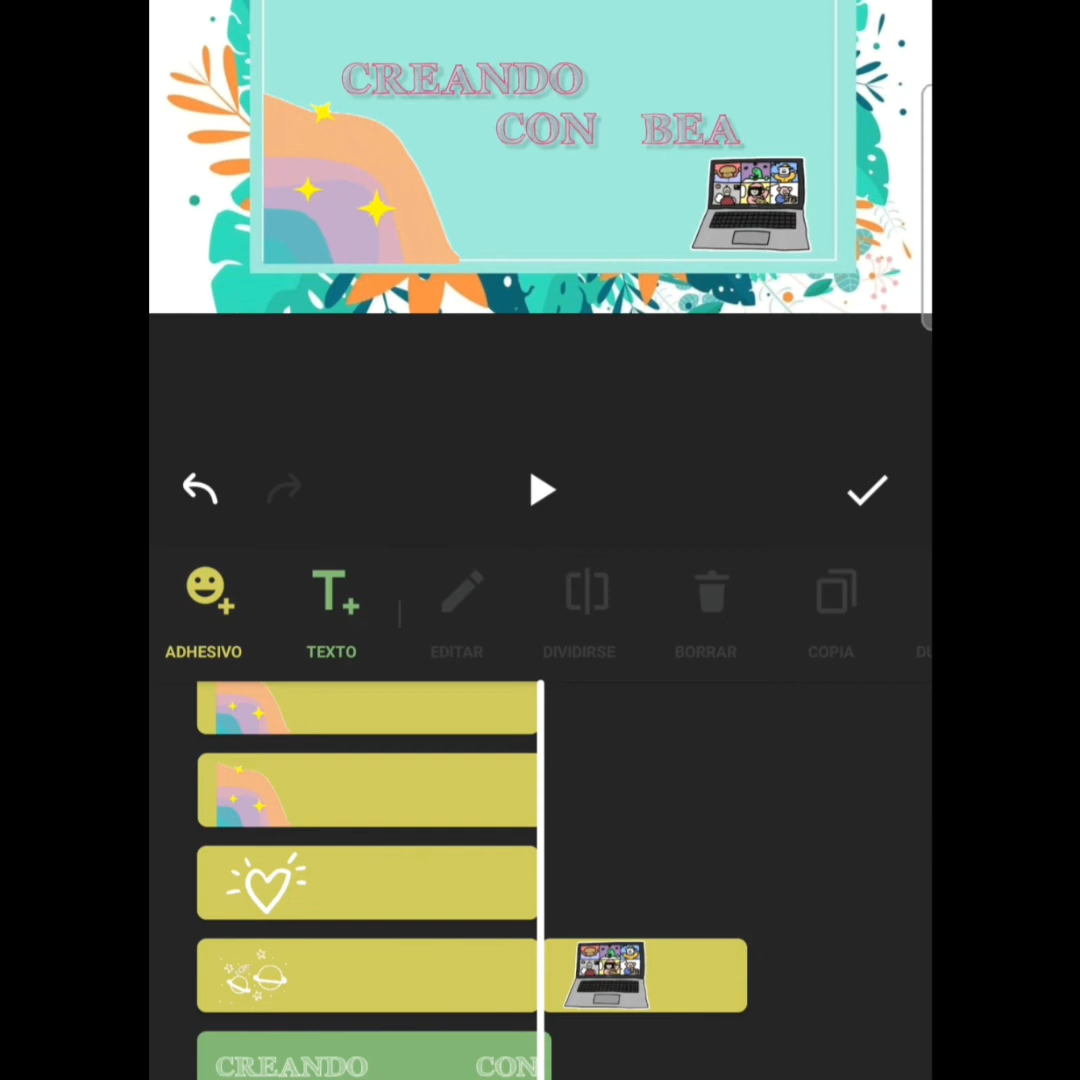 CREANDO
CON BEA
ADHESIVO TEXTO EDITAR DIVIDIRSE BORRAR COPIA
CREANDO CON